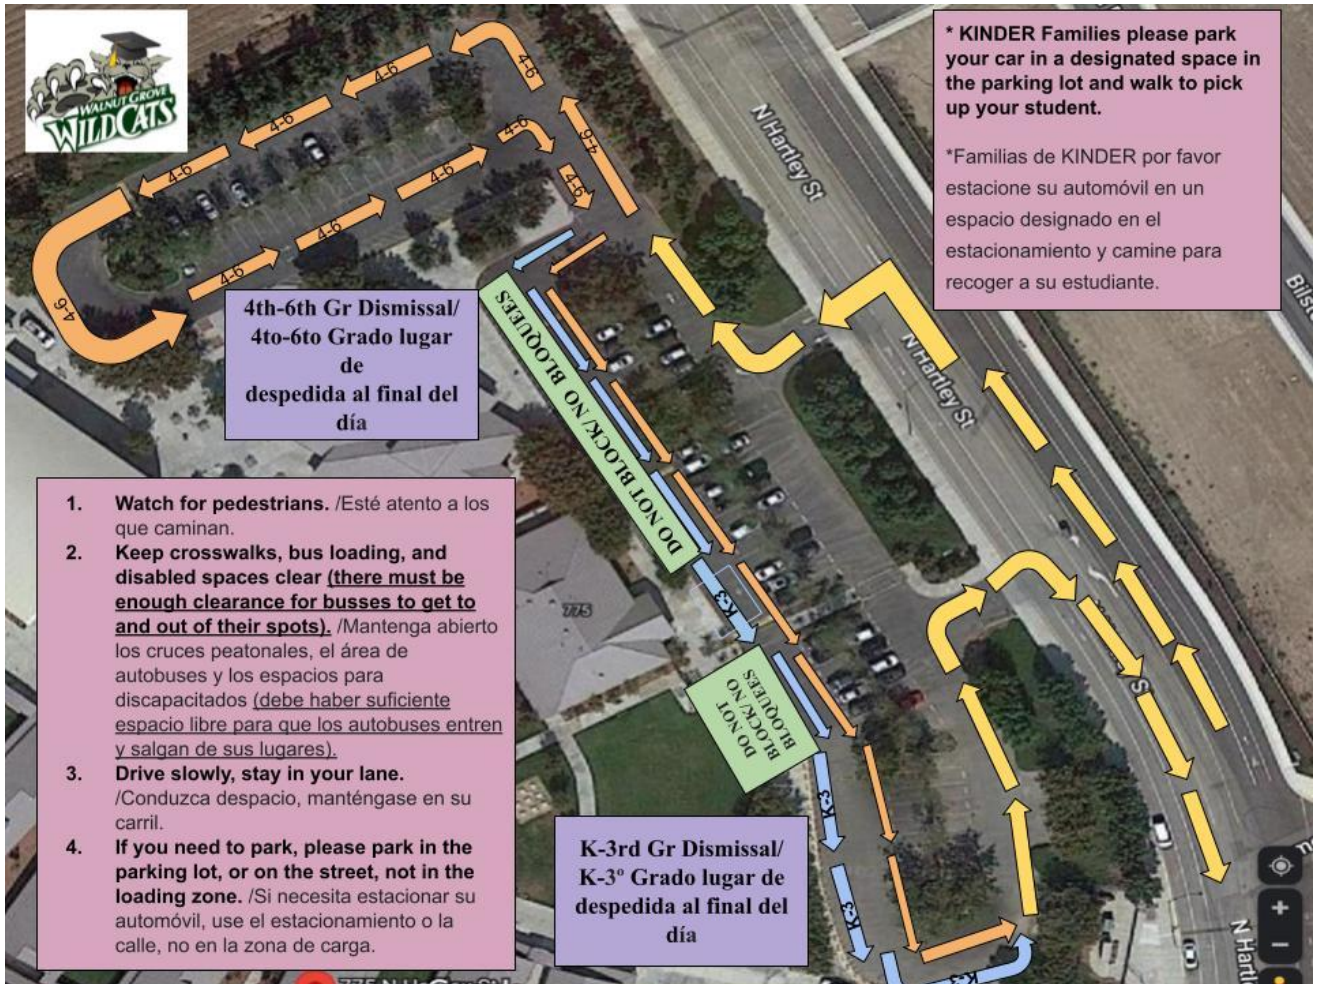 WALNUT GROVE
WILDCATS
* KINDER Families please park
your car in a designated space in
the parking lot and walk to pick
up your student.
*Familias de KINDER por favor
estacione su automóvil en un
espacio designado en el
estacionamiento y camine para
recoger a su estudiante.
N Hartley St
N Hartley St
4-6
4-6
4-6
4-6
4-6
4-6
4-6
4-6
4-6
4-6
4-6
4-6
4th-6th Gr Dismissal/
4to-6to Grado lugar
de
despedida al final del
día
DO NOT BLOCK/ NO BLOQUEES
1. Watch for pedestrians. /Esté atento a los
que caminan.
2. Keep crosswalks, bus loading, and
disabled spaces clear (there must be
enough clearance for busses to get to
and out of their spots). /Mantenga abierto
los cruces peatonales, el área de
autobuses y los espacios para
discapacitados (debe haber suficiente
espacio libre para que los autobuses entren
y salgan de sus lugares).
3. Drive slowly, stay in your lane.
/Conduzca despacio, manténgase en su
carril.
4. If you need to park, please park in the
parking lot, or on the street, not in the
loading zone. /Si necesita estacionar su
automóvil, use el estacionamiento o la
calle, no en la zona de carga.
775
K-3
DO NOT
BLOCK/ NO
BLOQUEES
K-3
K-3
K-3
K-3rd Gr Dismissal/
K-3º Grado lugar de
despedida al final del
día
N Hartl